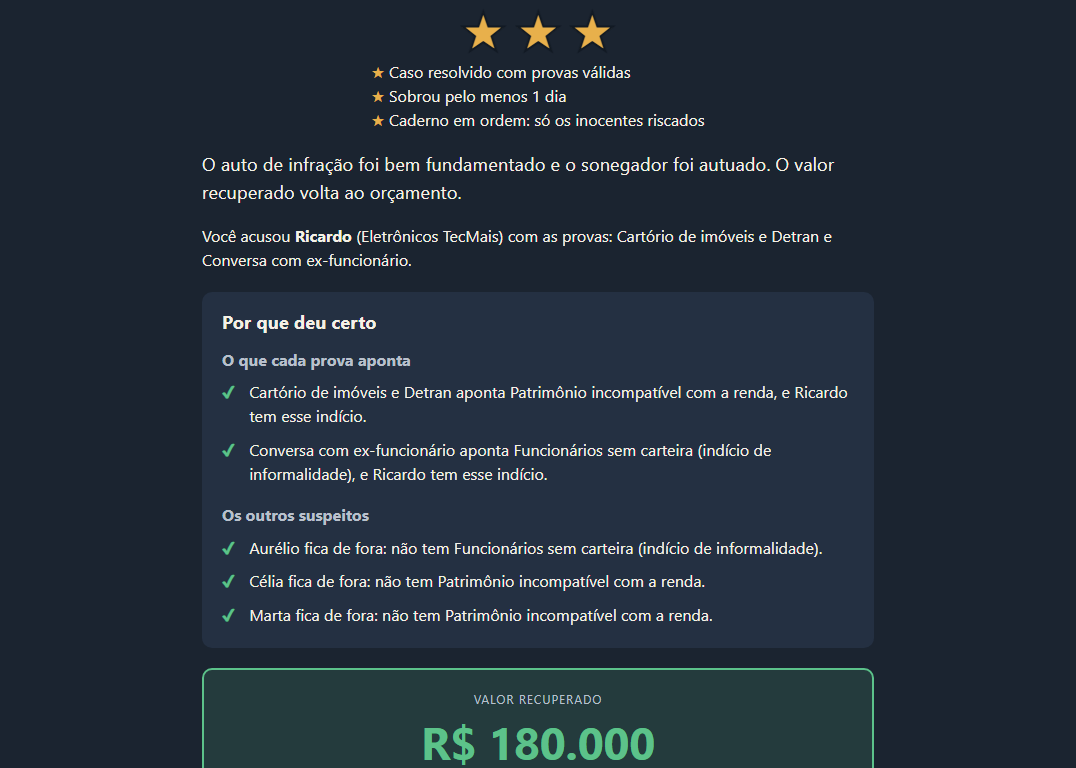 ★ Caso resolvido com provas válidas
★ Sobrou pelo menos 1 dia
★ Caderno em ordem: só os inocentes riscados
O auto de infração foi bem fundamentado e o sonegador foi autuado. O valor
recuperado volta ao orçamento.
Você acusou Ricardo (Eletrônicos TecMais) com as provas: Cartório de imóveis e Detran e
Conversa com ex-funcionário.
Por que deu certo
O que cada prova aponta
✔ Cartório de imóveis e Detran aponta Patrimônio incompatível com a renda, e Ricardo
tem esse indício.
✔ Conversa com ex-funcionário aponta Funcionários sem carteira (indício de
informalidade), e Ricardo tem esse indício.
Os outros suspeitos
✔ Aurélio fica de fora: não tem Funcionários sem carteira (indício de informalidade).
✔ Célia fica de fora: não tem Patrimônio incompatível com a renda.
✔ Marta fica de fora: não tem Patrimônio incompatível com a renda.
VALOR RECUPERADO
R$ 180.000